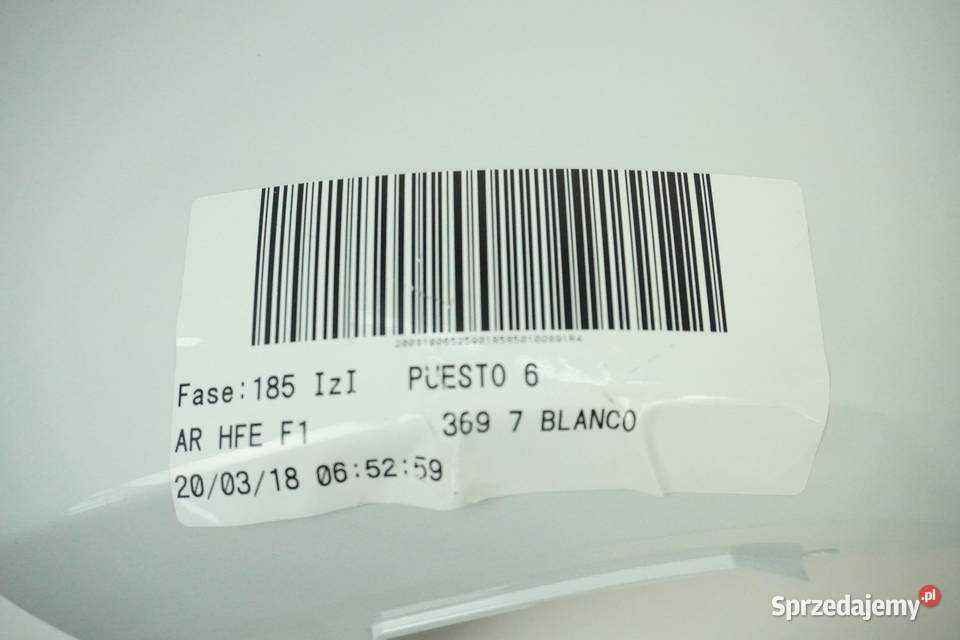 Fase:185 IzI PUESTO 6
AR HFE F1 369 7 BLANCO
20/03/18 06:52:59
Sprzedajemy.pl